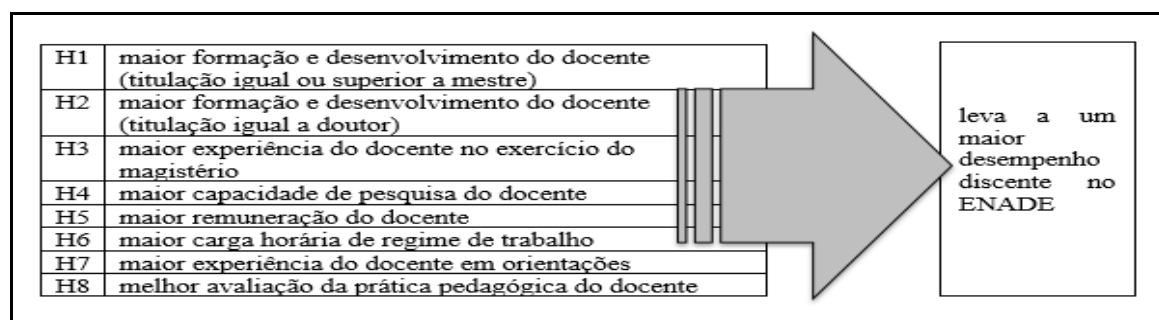 H1 maior formação e desenvolvimento do docente
(titulação igual ou superior a mestre)
H2 maior formação e desenvolvimento do docente
(titulação igual a doutor)
H3 maior experiência do docente no exercício do
magistério
H4 maior capacidade de pesquisa do docente
H5 maior remuneração do docente
H6 maior carga horária de regime de trabalho
H7 maior experiência do docente em orientações
H8 melhor avaliação da prática pedagógica do docente
leva a um
maior
desempenho
discente no
ENADE